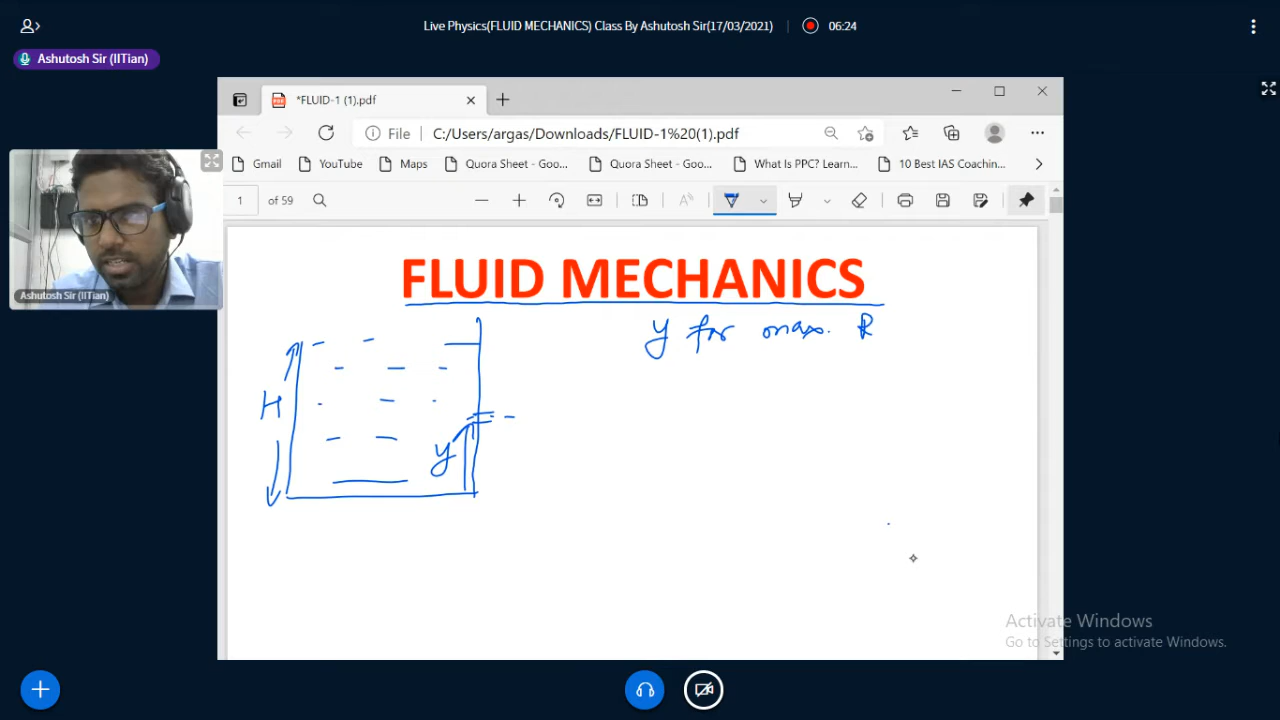 Live Physics(FLUID MECHANICS) Class By Ashutosh Sir(17/03/2021)
06:24
Ashutosh Sir (IITian)
*FLUID-1 (1).pdf
File
C:/Users/argas/Downloads/FLUID-1%20(1).pdf
Gmail
YouTube
Maps
Quora Sheet - Goo...
Quora Sheet - Goo...
What Is PPC? Learn...
10 Best IAS Coachin...
1
of 59
Ashutosh Sir (IITian)
FLUID MECHANICS
y for max. R
H
y
Activate Windows
Go to Settings to activate Windows.